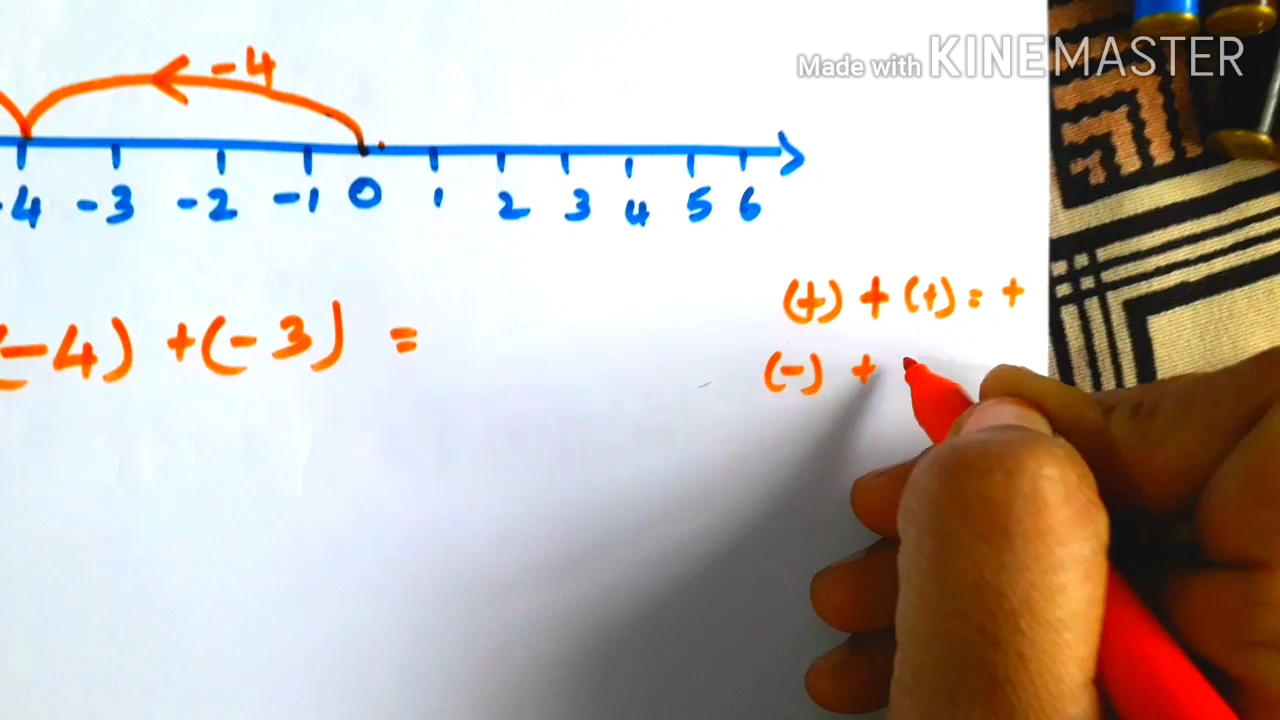 Made with KINEMASTER
-4
-4 -3 -2 -1 0 1 2 3 4 5 6
(+) + (+) = +
(-4) + (-3) =
(-) +